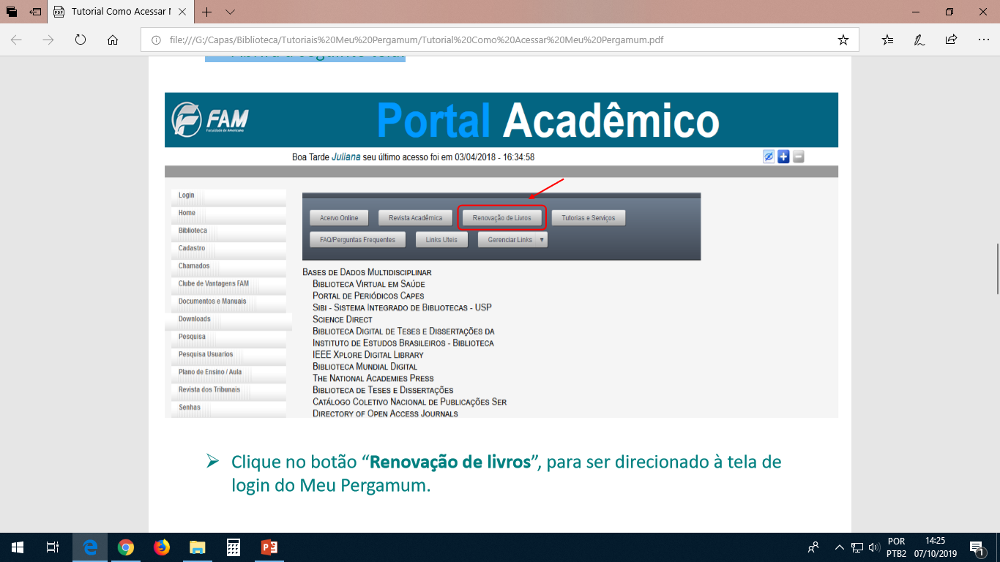 Tutorial Como Acessar M
file:///G:/Capas/Biblioteca/Tutoriais%20Meu%20Pergamum/Tutorial%20Como%20Acessar%20Meu%20Pergamum.pdf
FAM
Faculdade de Americana
Portal Acadêmico
Boa Tarde Juliana seu último acesso foi em 03/04/2018 - 16:34:58
Login
Home
Biblioteca
Cadastro
Chamados
Clube de Vantagens FAM
Documentos e Manuais
Downloads
Pesquisa
Pesquisa Usuarios
Plano de Ensino / Aula
Revista dos Tribunais
Senhas
Acervo Online
Revista Acadêmica
Renovação de Livros
Tutorias e Serviços
FAQ/Perguntas Frequentes
Links Uteis
Gerenciar Links
BASES DE DADOS MULTIDISCIPLINAR
BIBLIOTECA VIRTUAL EM SAÚDE
PORTAL DE PERIÓDICOS CAPES
SIBI - SISTEMA INTEGRADO DE BIBLIOTECAS - USP
SCIENCE DIRECT
BIBLIOTECA DIGITAL DE TESES E DISSERTAÇÕES DA
INSTITUTO DE ESTUDOS BRASILEIROS - BIBLIOTECA
IEEE XPLORE DIGITAL LIBRARY
BIBLIOTECA MUNDIAL DIGITAL
THE NATIONAL ACADEMIES PRESS
BIBLIOTECA DE TESES E DISSERTAÇÕES
CATÁLOGO COLETIVO NACIONAL DE PUBLICAÇÕES SER
DIRECTORY OF OPEN ACCESS JOURNALS
Clique no botão “Renovação de livros”, para ser direcionado à tela de
login do Meu Pergamum.
POR
PTB2
14:25
07/10/2019
1